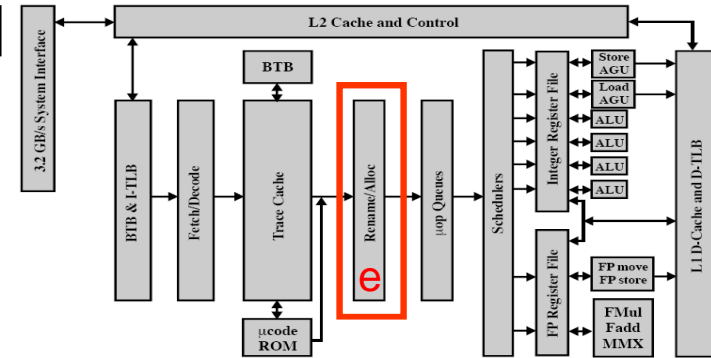 L2 Cache and Control
3.2 GB/s System Interface
BTB
BTB & I-TLB
Fetch/Decode
Trace Cache
µcode
ROM
Rename/Alloc
e
µop Queues
Schedulers
Integer Register File
FP Register File
Store
AGU
Load
AGU
ALU
ALU
ALU
ALU
FP move
FP store
FMul
Fadd
MMX
L1 D-Cache and D-TLB